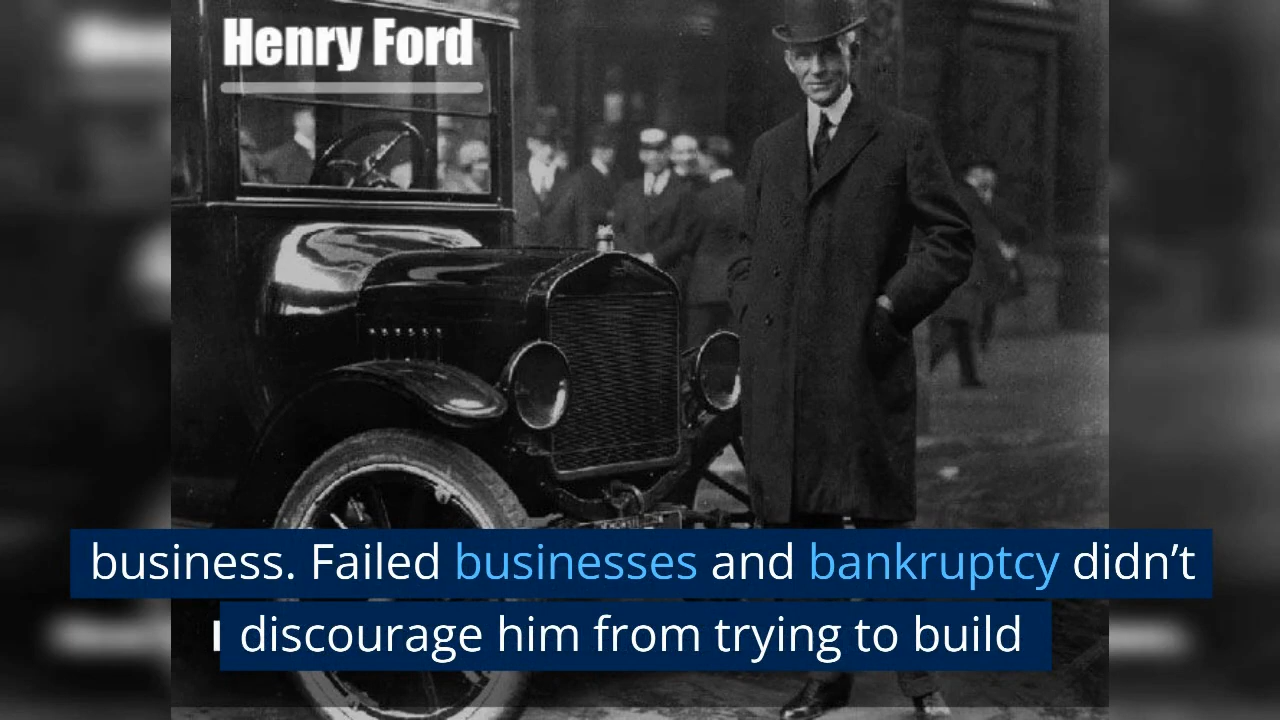 Henry Ford
business. Failed businesses and bankruptcy didn’t
discourage him from trying to build